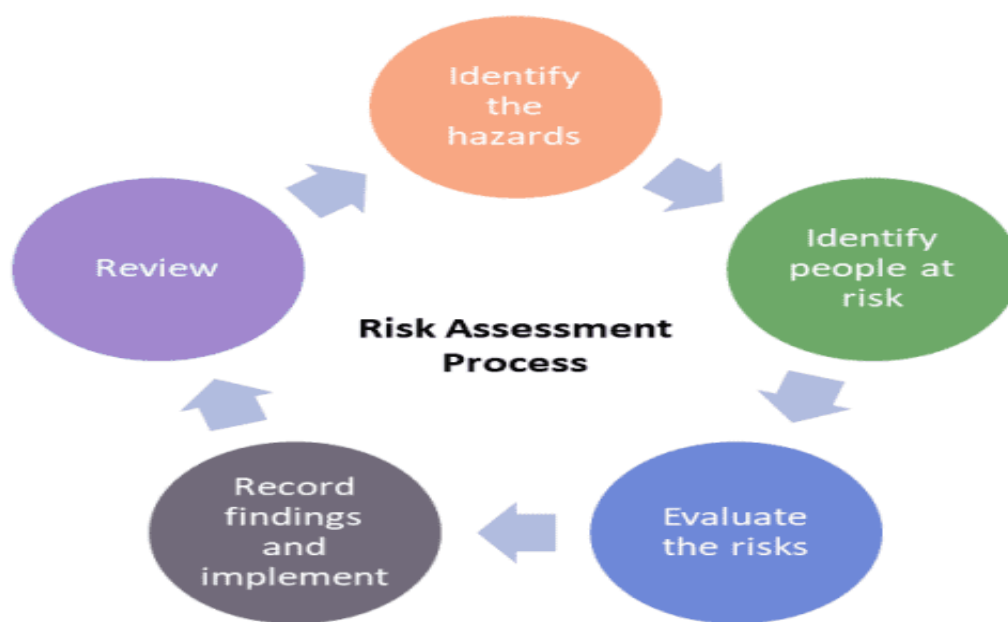 Identify
the
hazards
Identify
people at
risk
Evaluate
the risks
Record
findings
and
implement
Review
Risk Assessment
Process